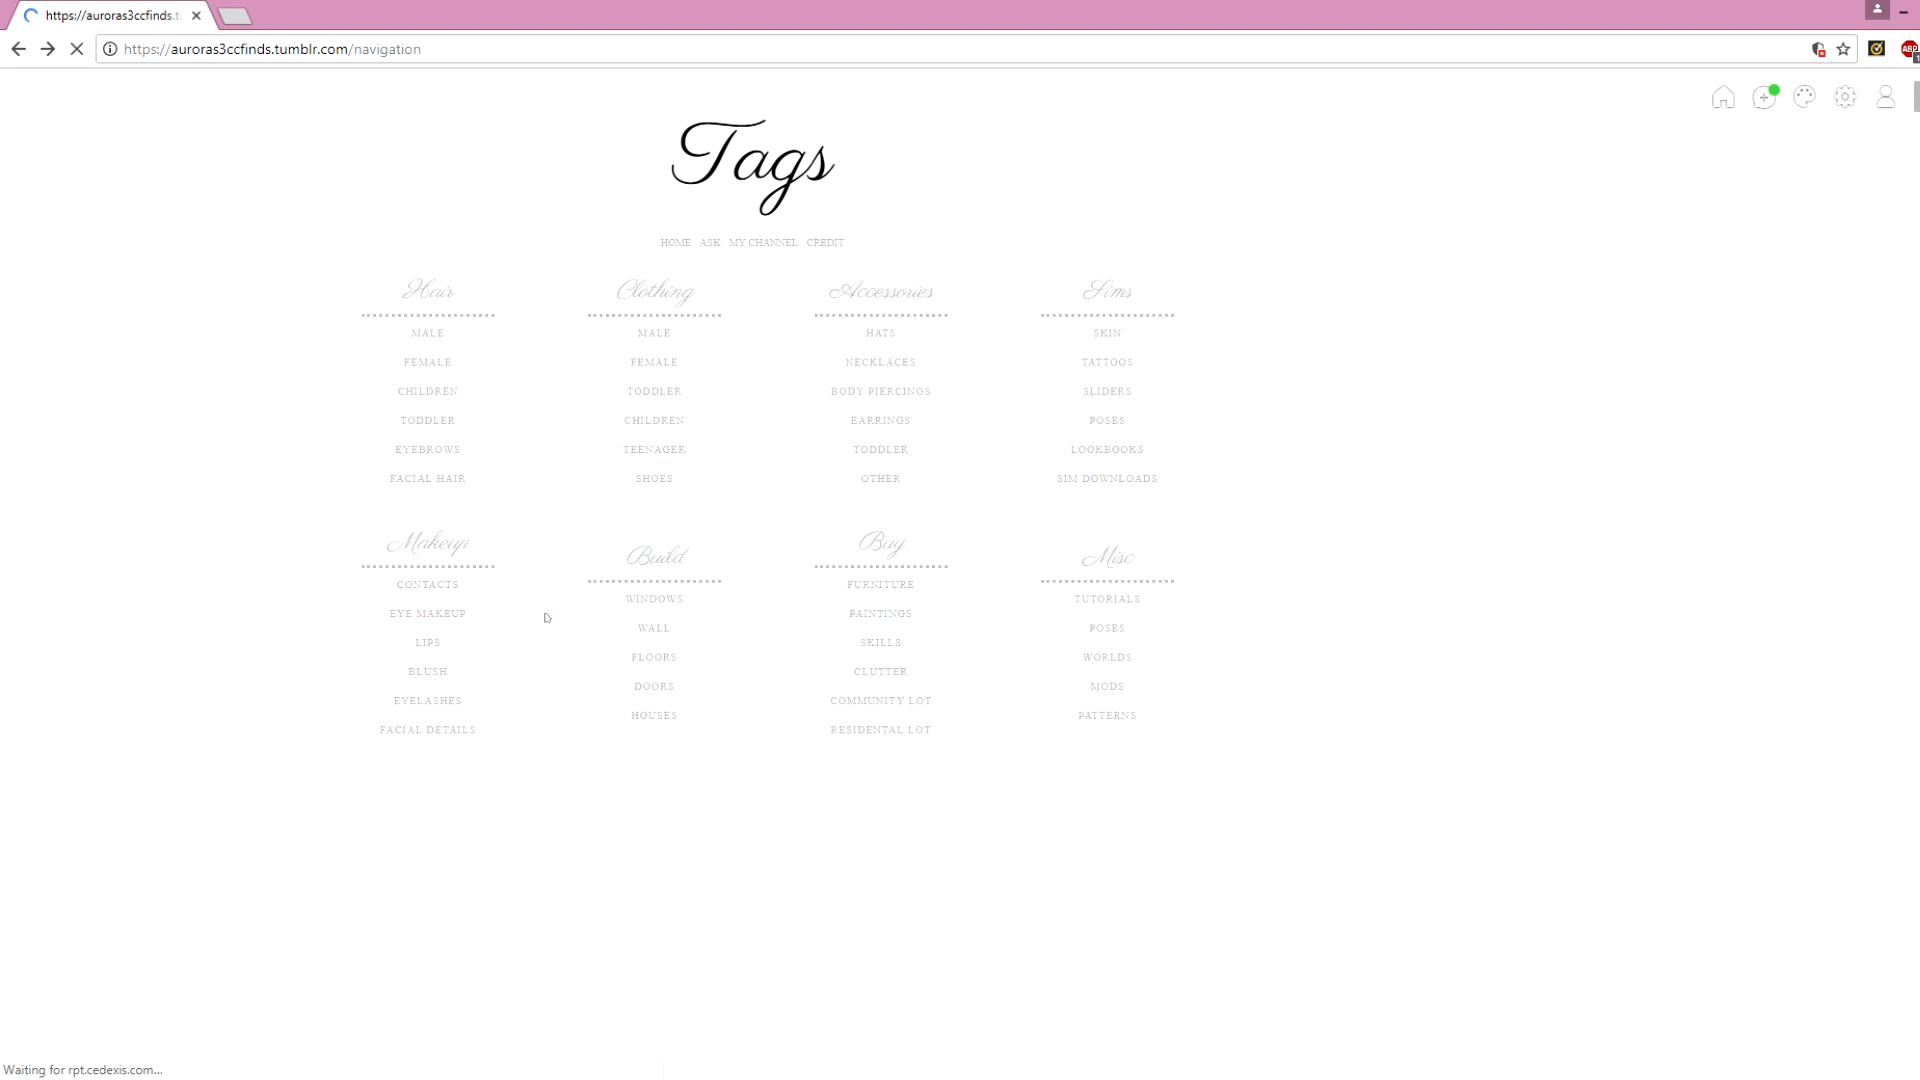 https://auroras3ccfinds.t
https://auroras3ccfinds.tumblr.com/navigation
ABP
Tags
HOME ASK MY CHANNEL CREDIT
Hair
MALE
FEMALE
CHILDREN
TODDLER
EYEBROWS
FACIAL HAIR
Clothing
MALE
FEMALE
TODDLER
CHILDREN
TEENAGER
SHOES
Accessories
HATS
NECKLACES
BODY PIERCINGS
EARRINGS
TODDLER
OTHER
Sims
SKIN
TATTOOS
SLIDERS
POSES
LOOKBOOKS
SIM DOWNLOADS
Makeup
CONTACTS
EYE MAKEUP
LIPS
BLUSH
EYELASHES
FACIAL DETAILS
Build
WINDOWS
WALL
FLOORS
DOORS
HOUSES
Buy
FURNITURE
PAINTINGS
SKILLS
CLUTTER
COMMUNITY LOT
RESIDENTAL LOT
Misc
TUTORIALS
POSES
WORLDS
MODS
PATTERNS
Waiting for rpt.cedexis.com...